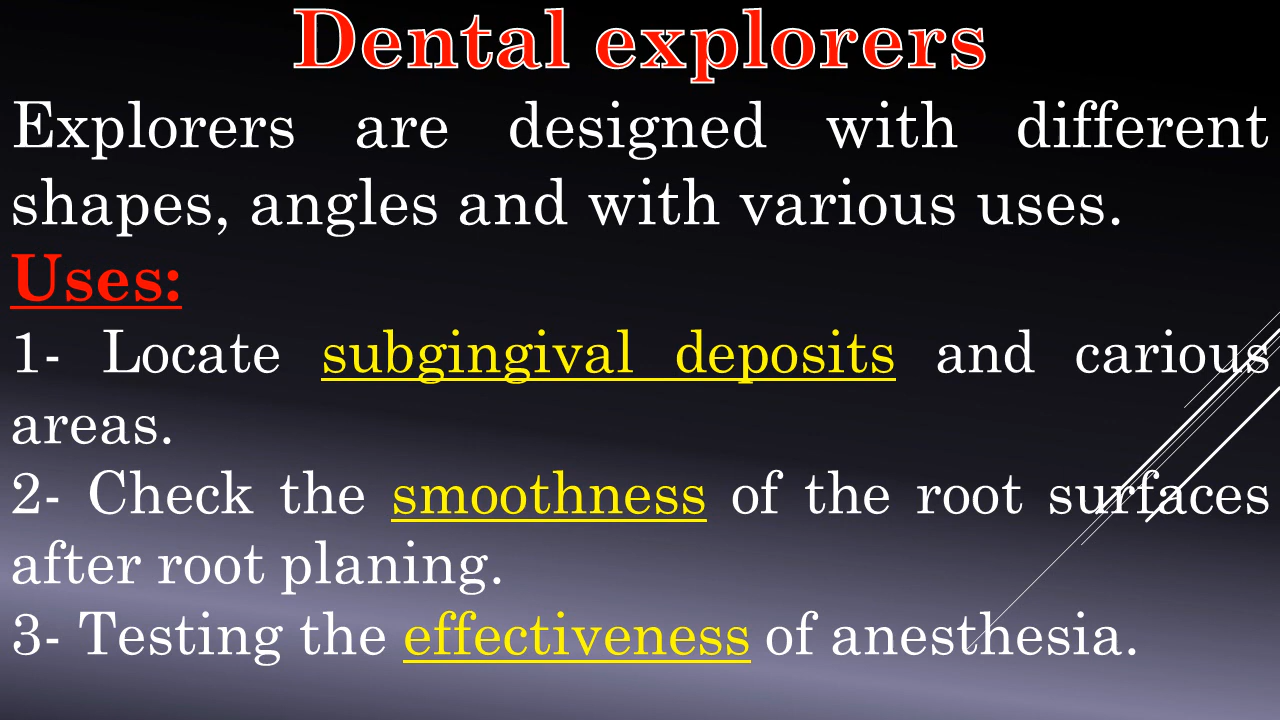 Dental explorers
Explorers are designed with different
shapes, angles and with various uses.
Uses:
1- Locate subgingival deposits and carious
areas.
2- Check the smoothness of the root surfaces
after root planing.
3- Testing the effectiveness of anesthesia.